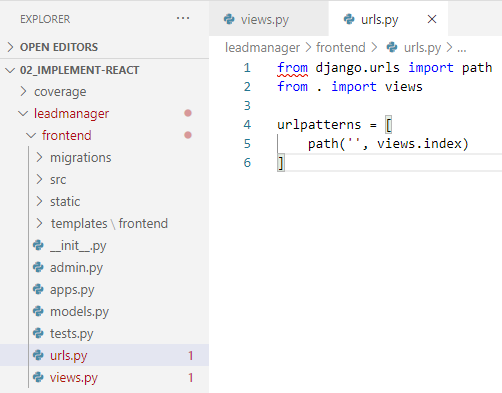 EXPLORER ...
OPEN EDITORS
02_IMPLEMENT-REACT
coverage
leadmanager
frontend
migrations
src
static
templates \ frontend
__init__.py
admin.py
apps.py
models.py
tests.py
urls.py 1
views.py 1
views.py
urls.py ×
leadmanager > frontend > urls.py > ...
1 from django.urls import path
2 from . import views
3
4 urlpatterns = [
5 path('', views.index)
6 ]